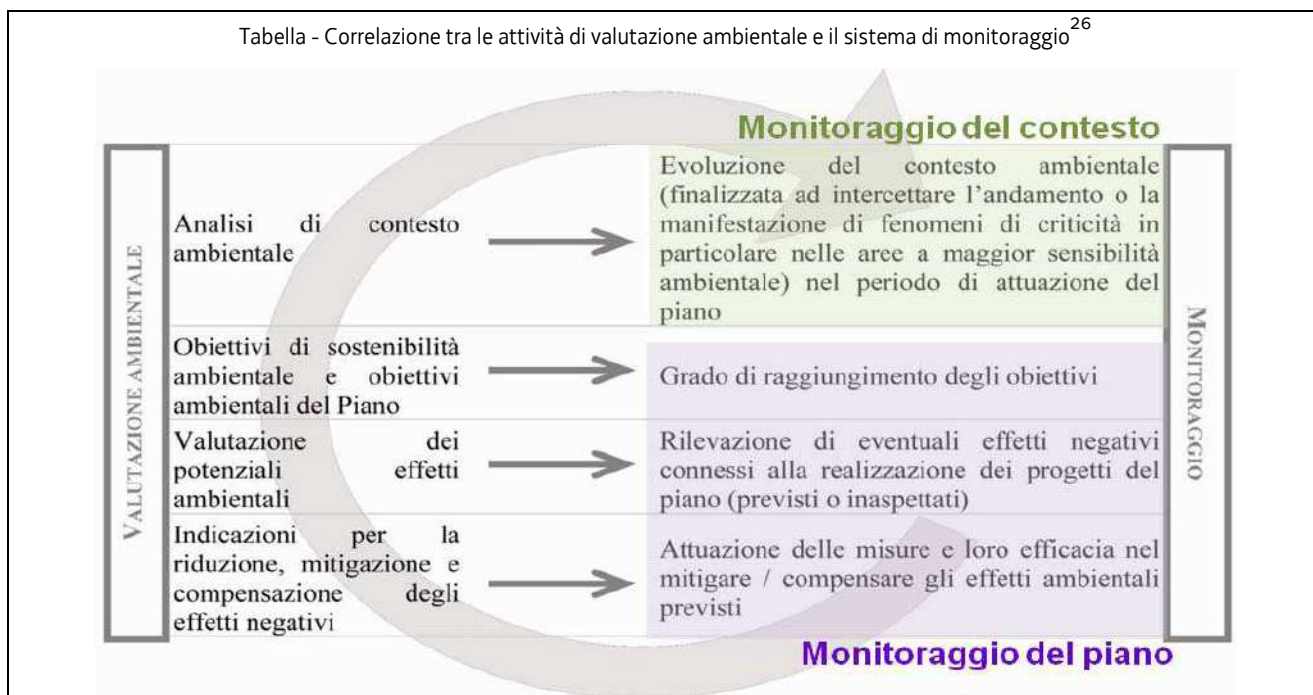 Tabella - Correlazione tra le attività di valutazione ambientale e il sistema di monitoraggio26
Monitoraggio del contesto
VALUTAZIONE AMBIENTALE
Analisi di contesto
ambientale
Evoluzione del contesto ambientale
(finalizzata ad intercettare l'andamento o la
manifestazione di fenomeni di criticità in
particolare nelle aree a maggior sensibilità
ambientale) nel periodo di attuazione del
piano
Obiettivi di sostenibilità
ambientale e obiettivi
ambientali del Piano
Grado di raggiungimento degli obiettivi
Valutazione dei
potenziali effetti
ambientali
Rilevazione di eventuali effetti negativi
connessi alla realizzazione dei progetti del
piano (previsti o inaspettati)
Indicazioni per la
riduzione, mitigazione e
compensazione degli
effetti negativi
Attuazione delle misure e loro efficacia nel
mitigare / compensare gli effetti ambientali
previsti
MONITORAGGIO
Monitoraggio del piano